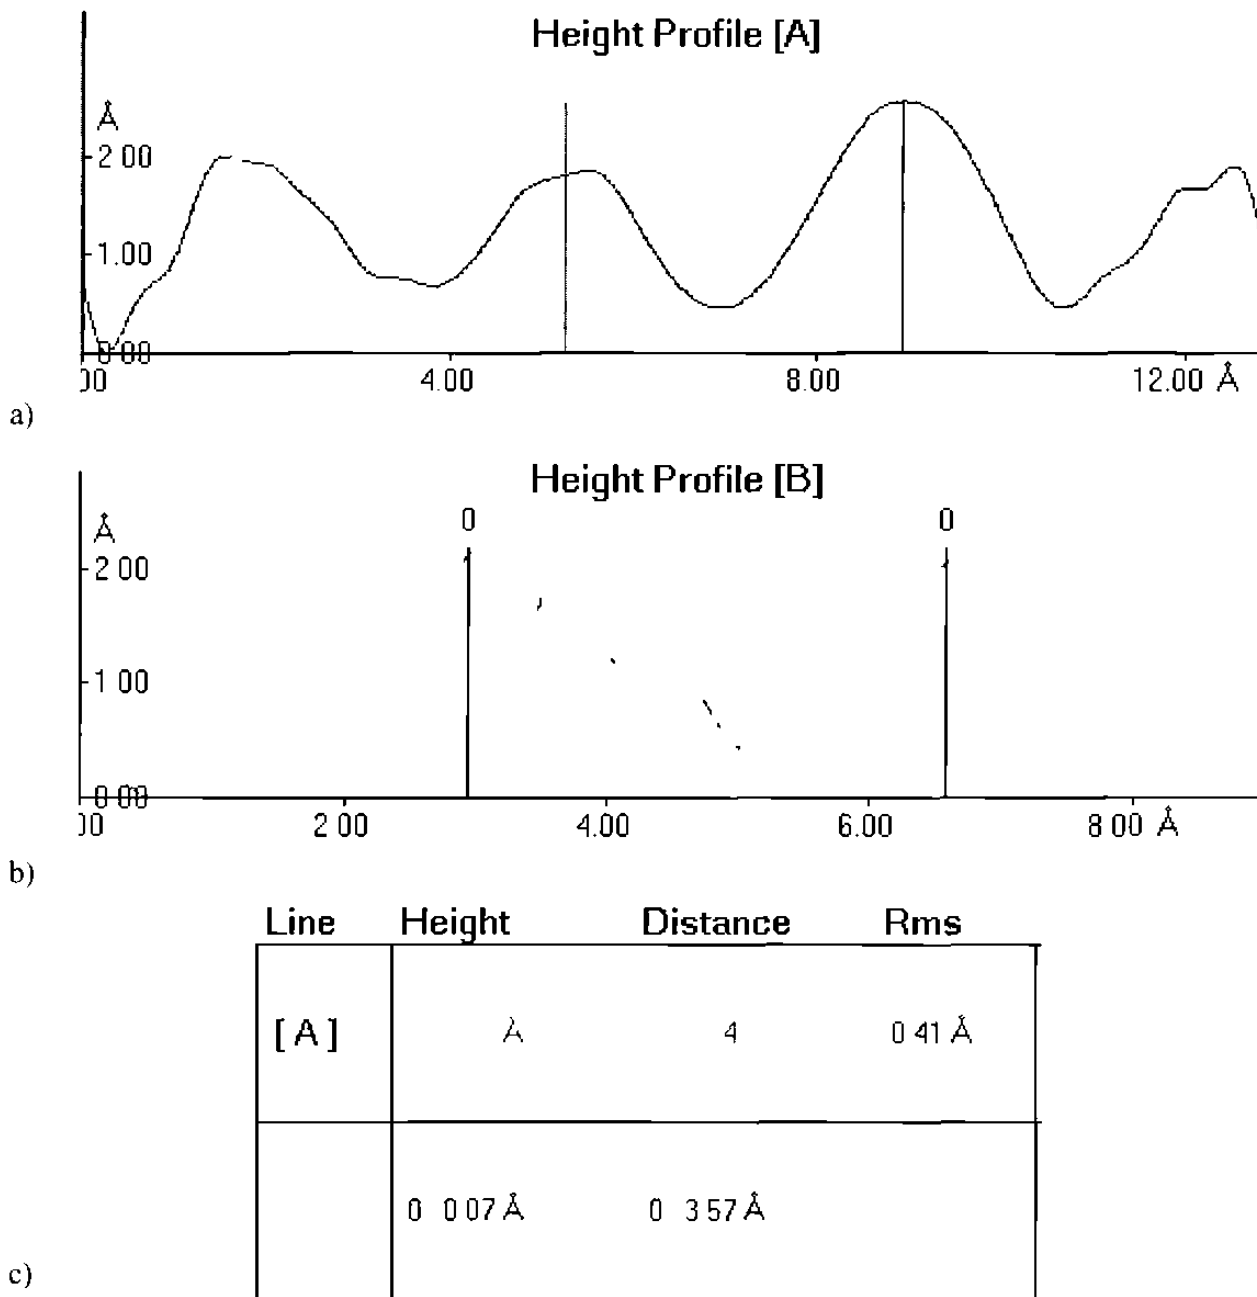 Height Profile [A]
Å
2 00
1 00
0 00
00 4.00 8.00 12.00 Å
a)
Height Profile [B]
0 0
Å
2 00
1 00
0 00
00 2 00 4.00 6.00 8 00 Å
b)
Line Height Distance Rms
[A] Å 4 0 41 Å
0 0 07 Å 0 3 57 Å
c)